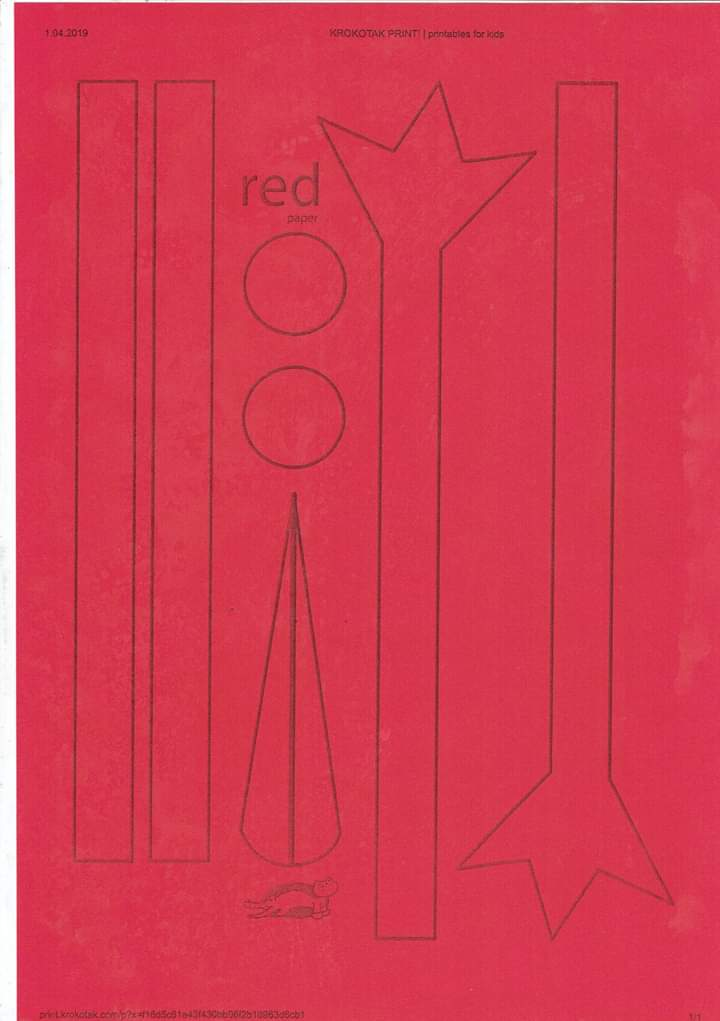 1.04.2019
KROKOTAK PRINT! | printables for kids
red
paper
1/1